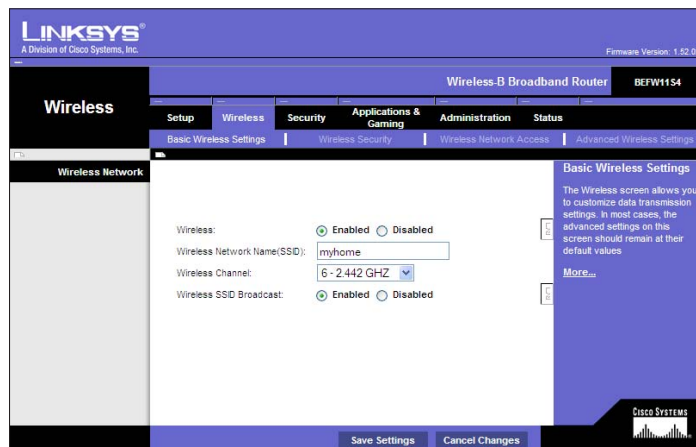 LINKSYS®
A Division of Cisco Systems, Inc.
Firmware Version: 1.52.0
Wireless-B Broadband Router BEFW11S4
Wireless
Setup Wireless Security Applications & Gaming Administration Status
Basic Wireless Settings Wireless Security Wireless Network Access Advanced Wireless Settings
Wireless Network
Wireless: Enabled Disabled
Wireless Network Name(SSID): myhome
Wireless Channel: 6 - 2.442 GHZ
Wireless SSID Broadcast: Enabled Disabled
Basic Wireless Settings
The Wireless screen allows you
to customize data transmission
settings. In most cases, the
advanced settings on this
screen should remain at their
default values
More...
Save Settings Cancel Changes
CISCO SYSTEMS